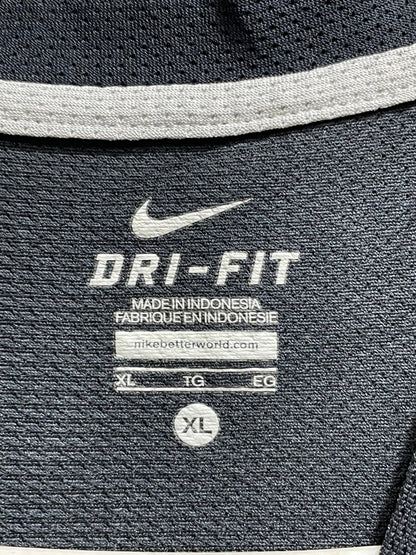 DRI-FIT
MADE IN INDONESIA
FABRIQUE EN INDONESIE
nikebetterworld.com
XL TG EG
XL